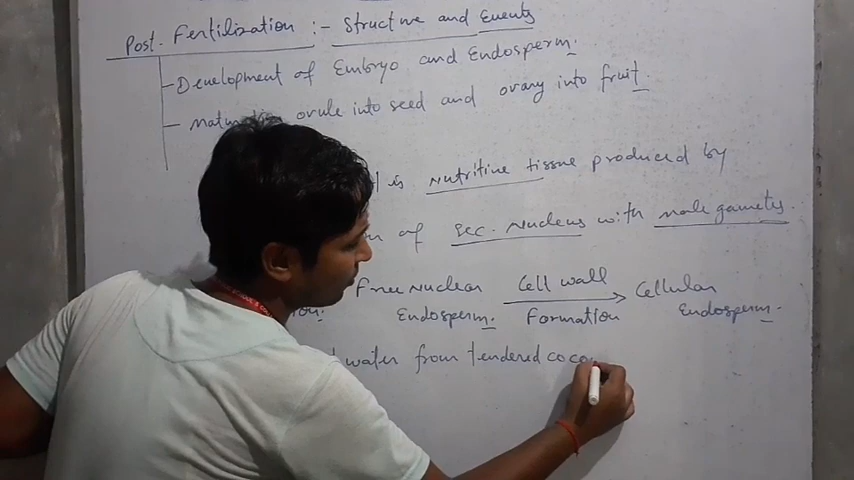 Post. Fertilization :- Structure and Events
Development of Embryo and Endosperm.
ovule into seed and ovary into fruit.
is nutritive tissue produced by
of sec. Nucleus with male gametes.
Free Nuclear Endosperm. Cell wall Formation → Cellular Endosperm.
water from tendered coco